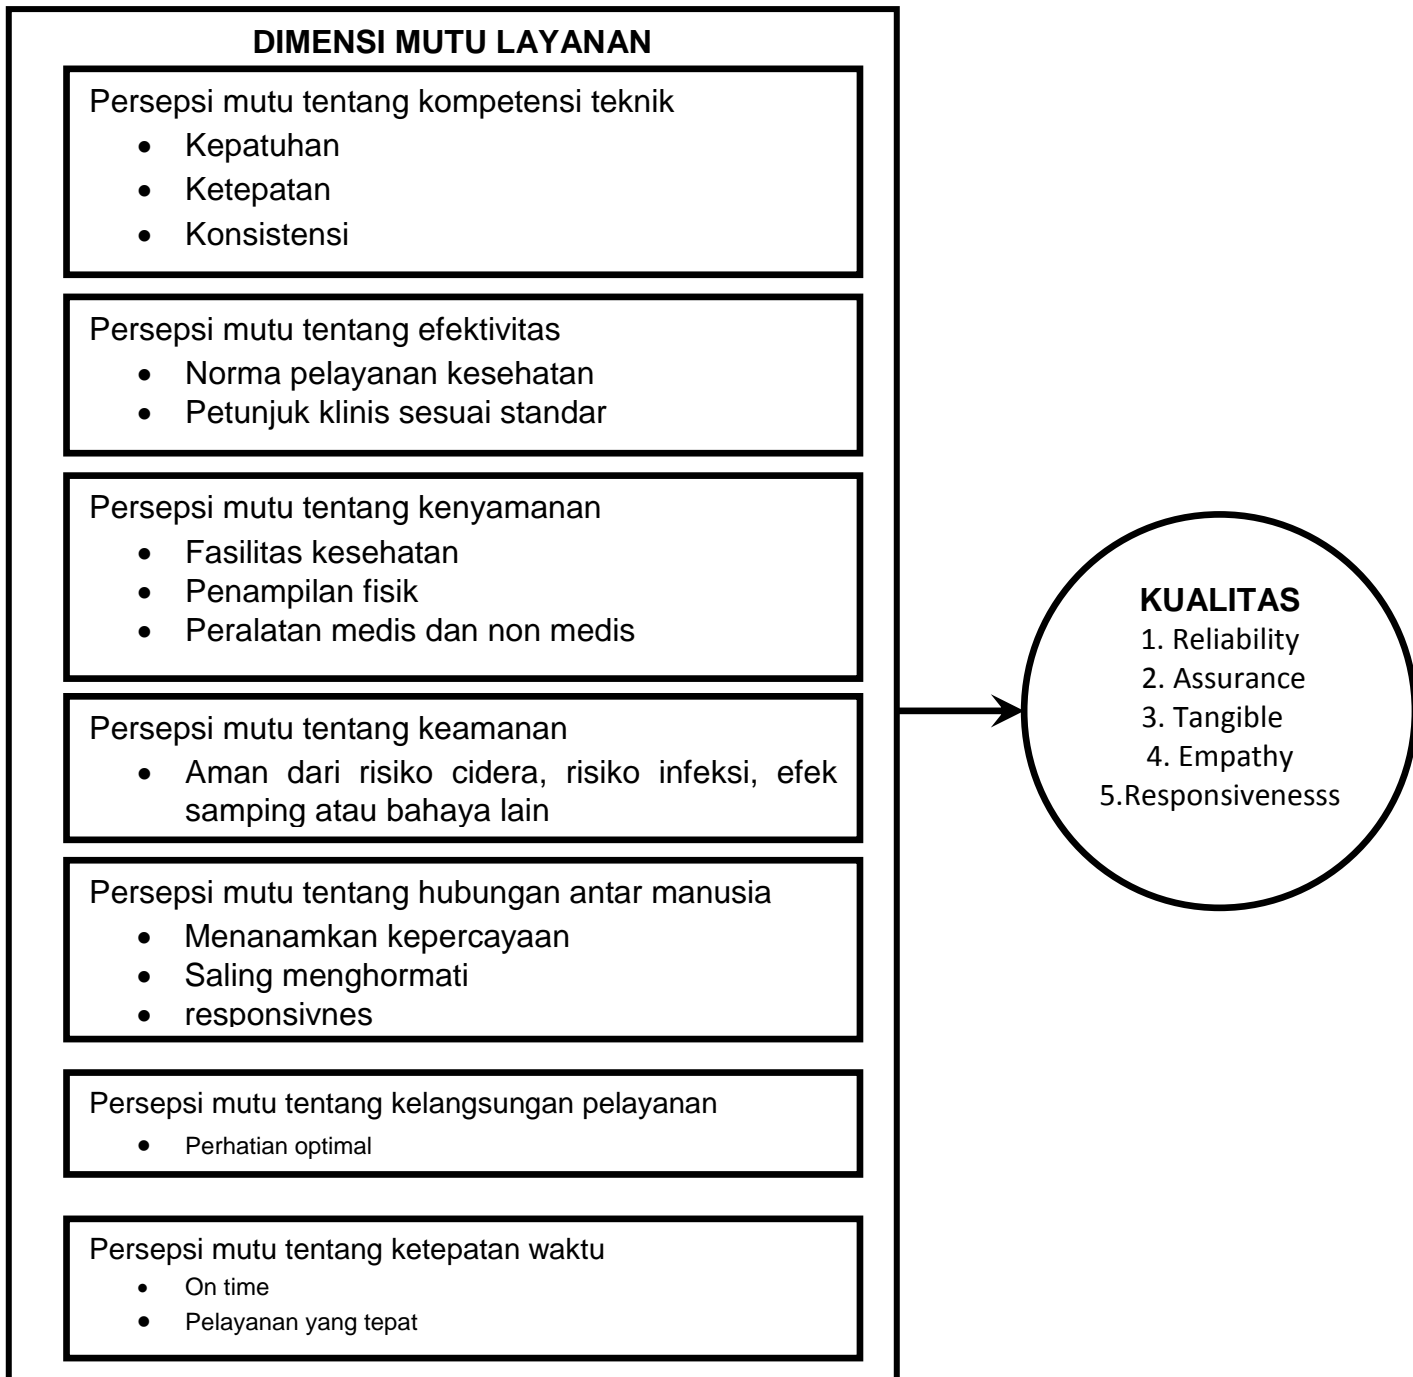 DIMENSI MUTU LAYANAN
Persepsi mutu tentang kompetensi teknik
• Kepatuhan
• Ketepatan
• Konsistensi
Persepsi mutu tentang efektivitas
• Norma pelayanan kesehatan
• Petunjuk klinis sesuai standar
Persepsi mutu tentang kenyamanan
• Fasilitas kesehatan
• Penampilan fisik
• Peralatan medis dan non medis
Persepsi mutu tentang keamanan
• Aman dari risiko cidera, risiko infeksi, efek
samping atau bahaya lain
Persepsi mutu tentang hubungan antar manusia
• Menanamkan kepercayaan
• Saling menghormati
• responsivnes
Persepsi mutu tentang kelangsungan pelayanan
• Perhatian optimal
Persepsi mutu tentang ketepatan waktu
• On time
• Pelayanan yang tepat
KUALITAS
1. Reliability
2. Assurance
3. Tangible
4. Empathy
5.Responsivenesss